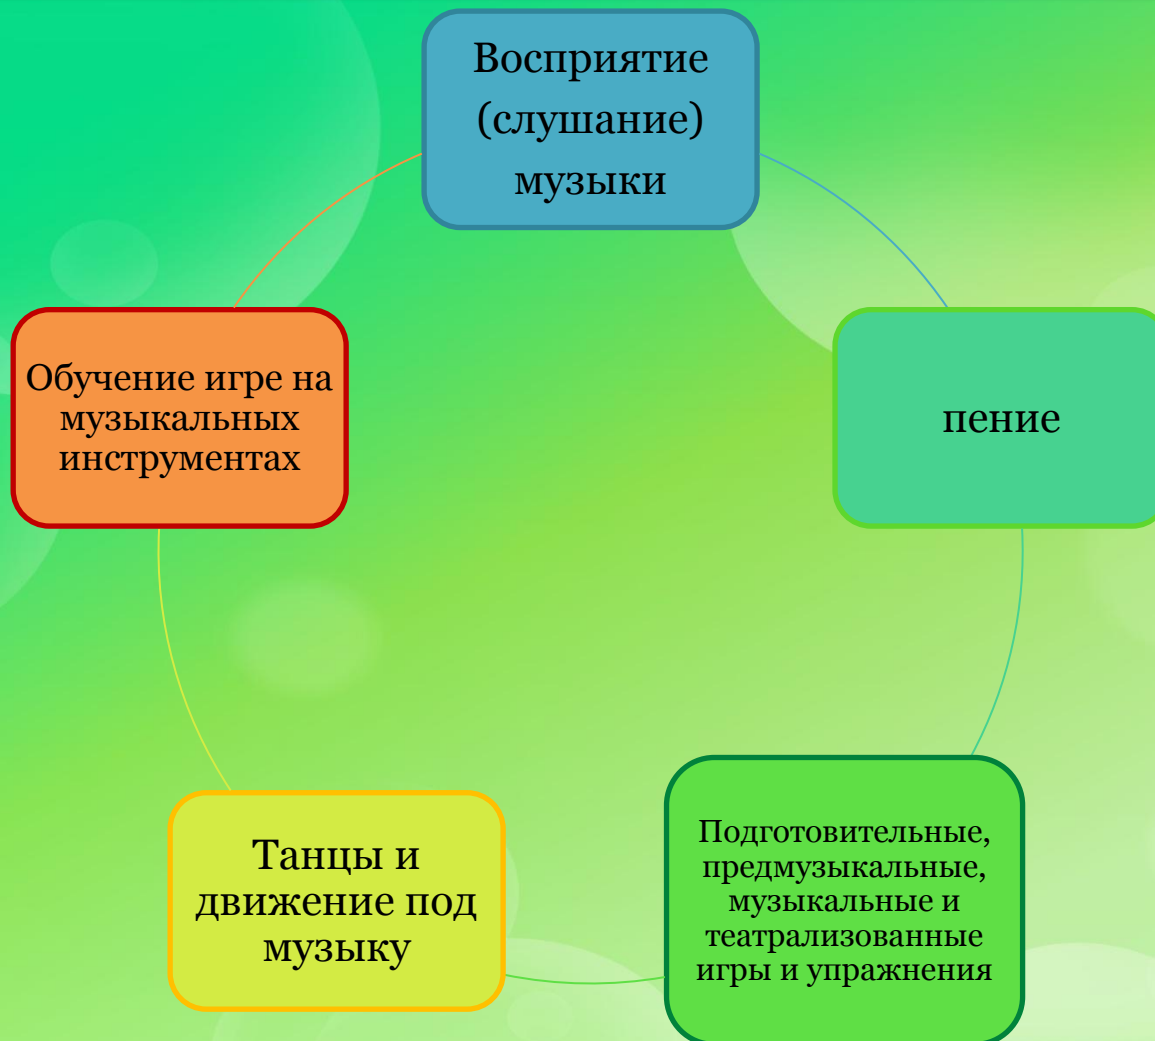 Восприятие
(слушание)
музыки
пение
Подготовительные,
предмузыкальные,
музыкальные и
театрализованные
игры и упражнения
Танцы и
движение под
музыку
Обучение игре на
музыкальных
инструментах